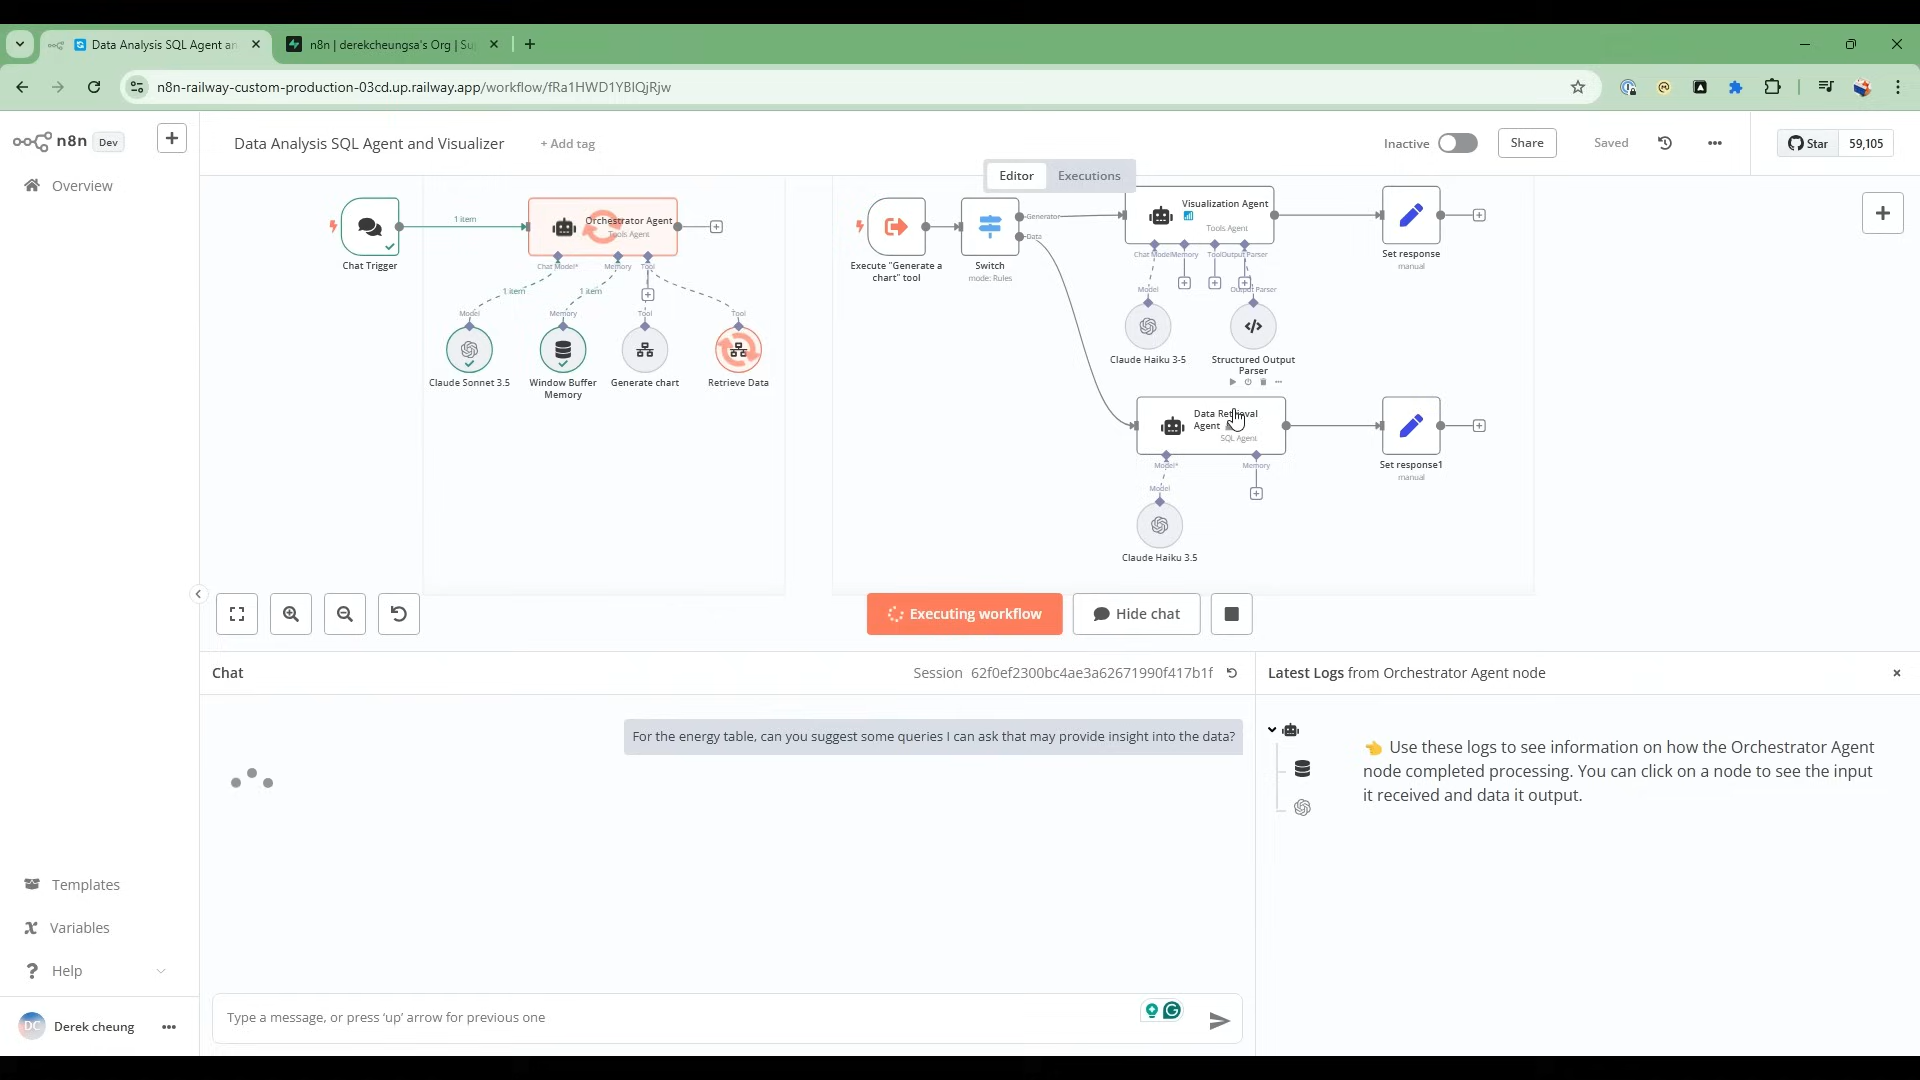 Data Analysis SQL Agent an
n8n | derekcheungsa's Org | Su
n8n-railway-custom-production-03cd.up.railway.app/workflow/fRa1HWD1YBIQjRjw
n8n Dev
Data Analysis SQL Agent and Visualizer
+ Add tag
Inactive
Share
Saved
Star 59,105
Editor
Executions
Overview
1 item
Orchestrator Agent
Tools Agent
Chat Trigger
Chat Model*
Memory
Tool
1 item
1 item
Model
Memory
Tool
Tool
Claude Sonnet 3.5
Window Buffer
Memory
Generate chart
Retrieve Data
Generator
Data
Execute "Generate a
chart" tool
Switch
mode: Rules
Visualization Agent
Tools Agent
Chat Model
Memory
Tool
Output Parser
Set response
manual
Model
Output Parser
Claude Haiku 3-5
Structured Output
Parser
Data Retrieval
Agent
SQL Agent
Model*
Memory
Set response1
manual
Model
Claude Haiku 3.5
Executing workflow
Hide chat
Chat
Session 62f0ef2300bc4ae3a62671990f417b1f
Latest Logs from Orchestrator Agent node
For the energy table, can you suggest some queries I can ask that may provide insight into the data?
👈 Use these logs to see information on how the Orchestrator Agent
node completed processing. You can click on a node to see the input
it received and data it output.
Templates
Variables
Help
DC Derek cheung
Type a message, or press 'up' arrow for previous one